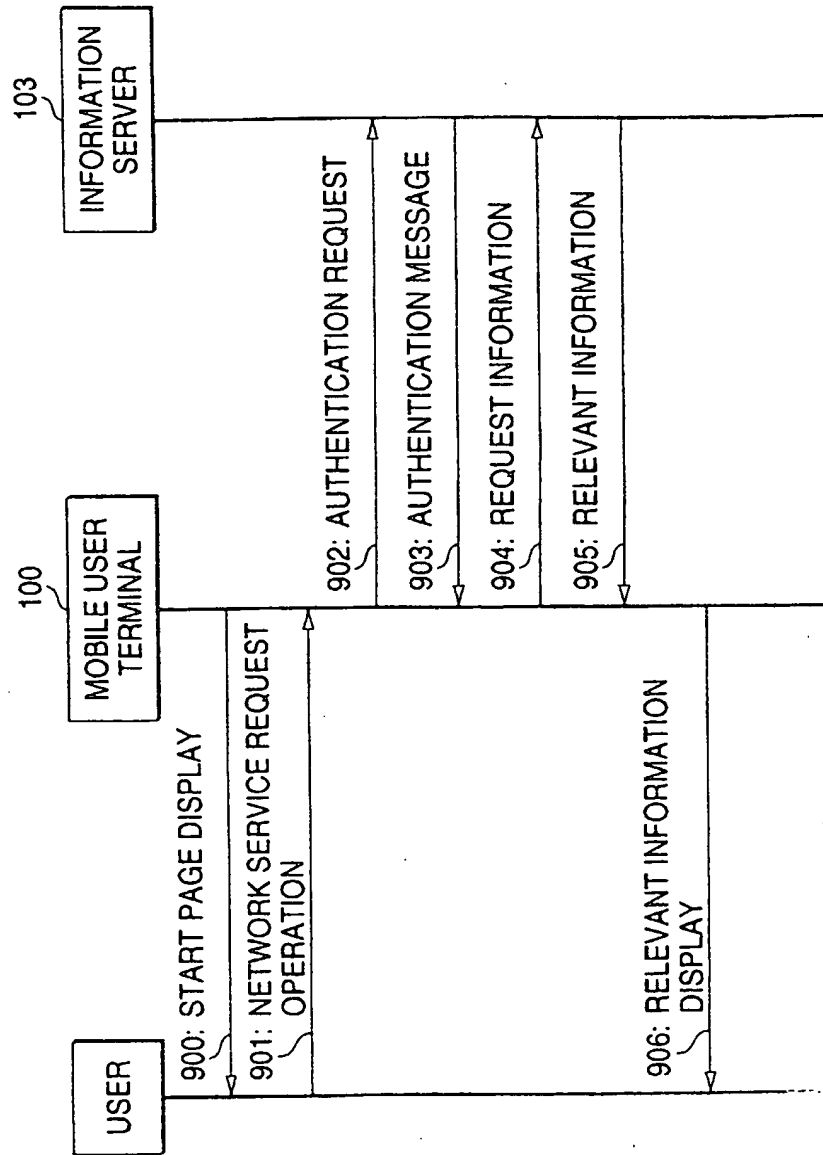 USER
100
MOBILE USER
TERMINAL
103
INFORMATION
SERVER
900: START PAGE DISPLAY
901: NETWORK SERVICE REQUEST
OPERATION
902: AUTHENTICATION REQUEST
903: AUTHENTICATION MESSAGE
904: REQUEST INFORMATION
905: RELEVANT INFORMATION
906: RELEVANT INFORMATION
DISPLAY